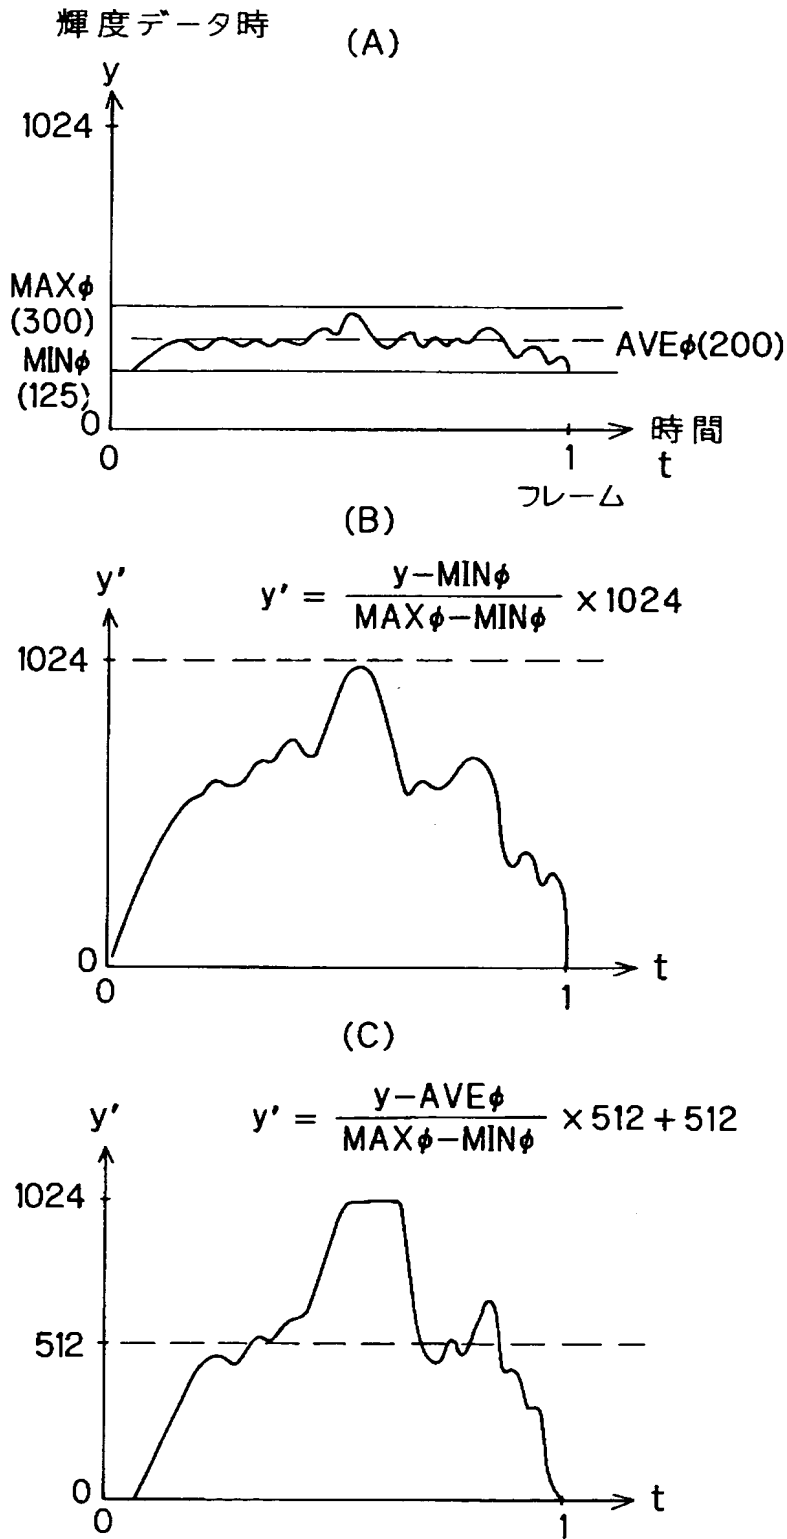 輝度データ時
(A)
y
1024
MAXφ
(300)
MINφ
(125)
AVEφ(200)
0
0
1
時間
t
フレーム
(B)
y'
y' = y-MINφ / MAXφ-MINφ ×1024
1024
0
0
1
t
(C)
y'
y' = y-AVEφ / MAXφ-MINφ ×512+512
1024
512
0
0
1
t